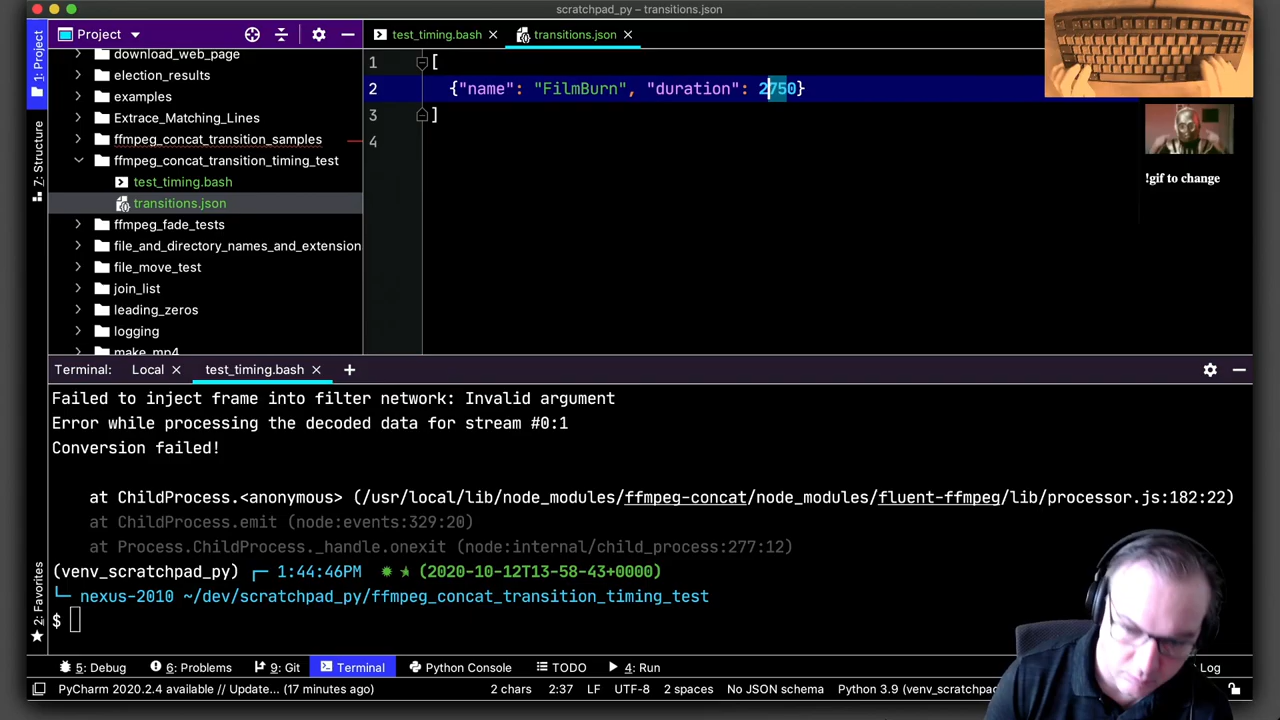 scratchpad_py – transitions.json
1: Project
7: Structure
2: Favorites
Project
download_web_page
election_results
examples
Extrace_Matching_Lines
ffmpeg_concat_transition_samples
ffmpeg_concat_transition_timing_test
test_timing.bash
transitions.json
ffmpeg_fade_tests
file_and_directory_names_and_extension
file_move_test
join_list
leading_zeros
logging
make_mp4
test_timing.bash
transitions.json
1 [
2 {"name": "FilmBurn", "duration": 2750}
3 ]
4
!gif to change
Terminal: Local test_timing.bash
Failed to inject frame into filter network: Invalid argument
Error while processing the decoded data for stream #0:1
Conversion failed!
at ChildProcess.<anonymous> (/usr/local/lib/node_modules/ffmpeg-concat/node_modules/fluent-ffmpeg/lib/processor.js:182:22)
at ChildProcess.emit (node:events:329:20)
at Process.ChildProcess._handle.onexit (node:internal/child_process:277:12)
(venv_scratchpad_py) 1:44:46PM (2020-10-12T13-58-43+0000)
nexus-2010 ~/dev/scratchpad_py/ffmpeg_concat_transition_timing_test
$
5: Debug 6: Problems 9: Git Terminal Python Console TODO 4: Run Log
PyCharm 2020.2.4 available // Update... (17 minutes ago) 2 chars 2:37 LF UTF-8 2 spaces No JSON schema Python 3.9 (venv_scratchpad